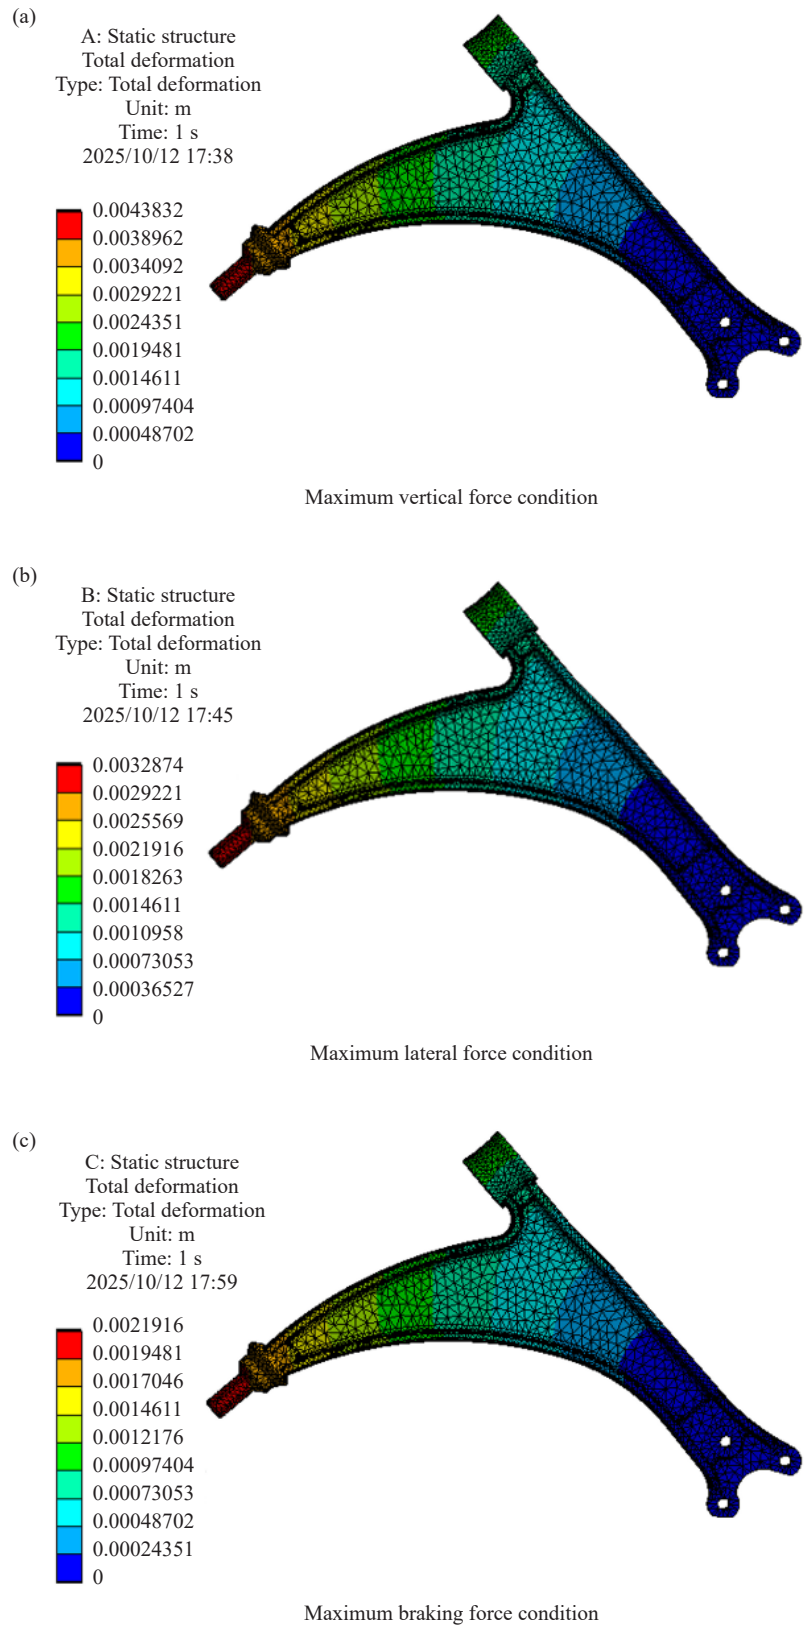 (a)
A: Static structure
Total deformation
Type: Total deformation
Unit: m
Time: 1 s
2025/10/12 17:38
0.0043832
0.0038962
0.0034092
0.0029221
0.0024351
0.0019481
0.0014611
0.00097404
0.00048702
0
Maximum vertical force condition
(b)
B: Static structure
Total deformation
Type: Total deformation
Unit: m
Time: 1 s
2025/10/12 17:45
0.0032874
0.0029221
0.0025569
0.0021916
0.0018263
0.0014611
0.0010958
0.00073053
0.00036527
0
Maximum lateral force condition
(c)
C: Static structure
Total deformation
Type: Total deformation
Unit: m
Time: 1 s
2025/10/12 17:59
0.0021916
0.0019481
0.0017046
0.0014611
0.0012176
0.00097404
0.00073053
0.00048702
0.00024351
0
Maximum braking force condition